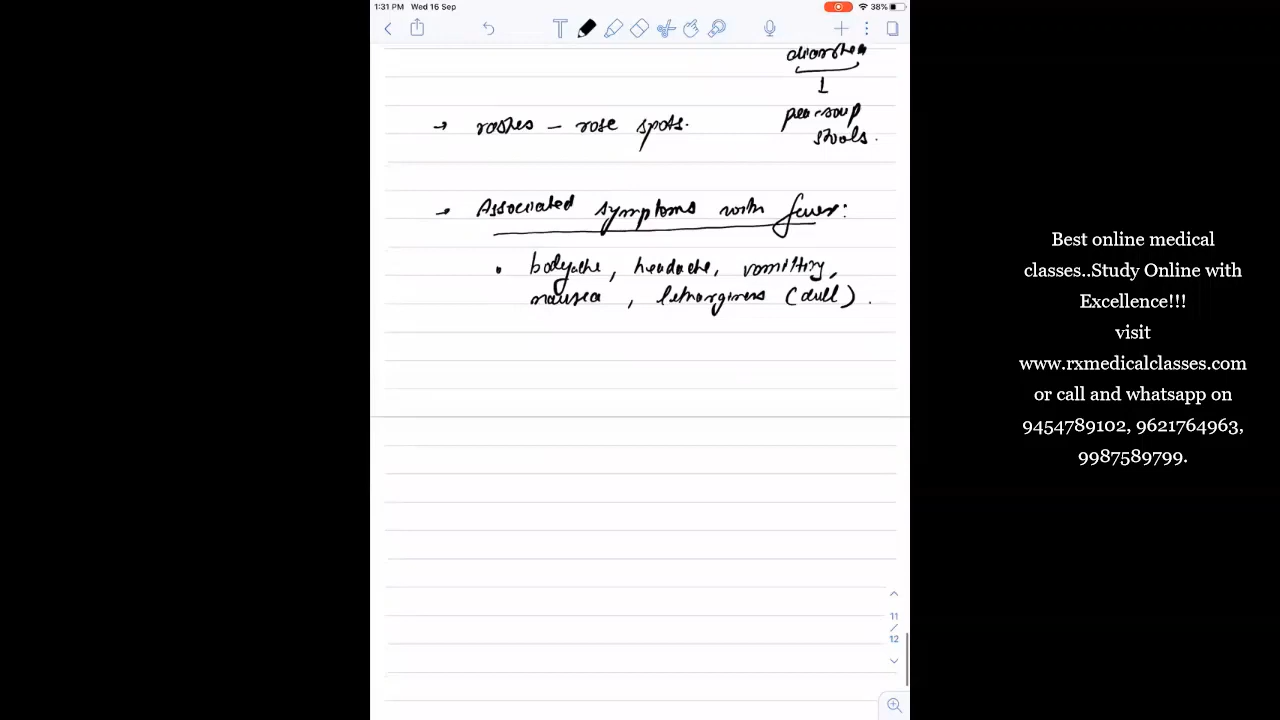 1:31 PM Wed 16 Sep
38%
T
diarrhea
pea-soup
stools.
→ rashes – rose spots.
→ Associated symptoms with fever:
• bodyache, headache, vomitting,
nausea, letharginess (dull).
11
/
12
Best online medical
classes..Study Online with
Excellence!!!
visit
www.rxmedicalclasses.com
or call and whatsapp on
9454789102, 9621764963,
9987589799.